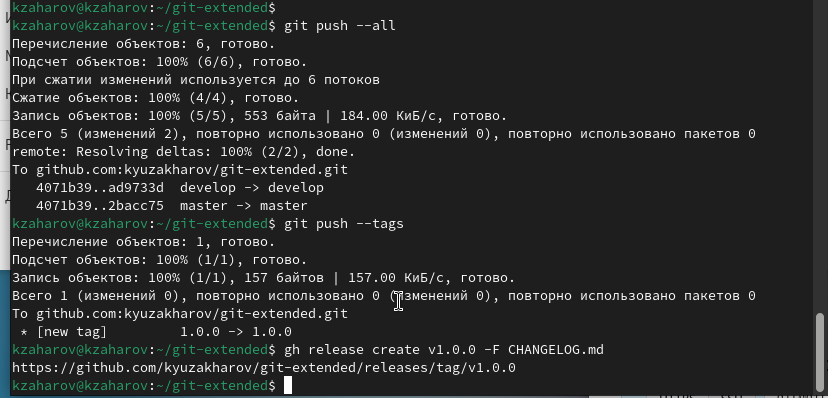 kzaharov@kzaharov:~/git-extended$
kzaharov@kzaharov:~/git-extended$ git push --all
Перечисление объектов: 6, готово.
Подсчет объектов: 100% (6/6), готово.
При сжатии изменений используется до 6 потоков
Сжатие объектов: 100% (4/4), готово.
Запись объектов: 100% (5/5), 553 байта | 184.00 КиБ/с, готово.
Всего 5 (изменений 2), повторно использовано 0 (изменений 0), повторно использовано пакетов 0
remote: Resolving deltas: 100% (2/2), done.
To github.com:kyuzakharov/git-extended.git
   4071b39..ad9733d  develop -> develop
   4071b39..2bacc75  master -> master
kzaharov@kzaharov:~/git-extended$ git push --tags
Перечисление объектов: 1, готово.
Подсчет объектов: 100% (1/1), готово.
Запись объектов: 100% (1/1), 157 байтов | 157.00 КиБ/с, готово.
Всего 1 (изменений 0), повторно использовано 0 (изменений 0), повторно использовано пакетов 0
To github.com:kyuzakharov/git-extended.git
 * [new tag]         1.0.0 -> 1.0.0
kzaharov@kzaharov:~/git-extended$ gh release create v1.0.0 -F CHANGELOG.md
https://github.com/kyuzakharov/git-extended/releases/tag/v1.0.0
kzaharov@kzaharov:~/git-extended$